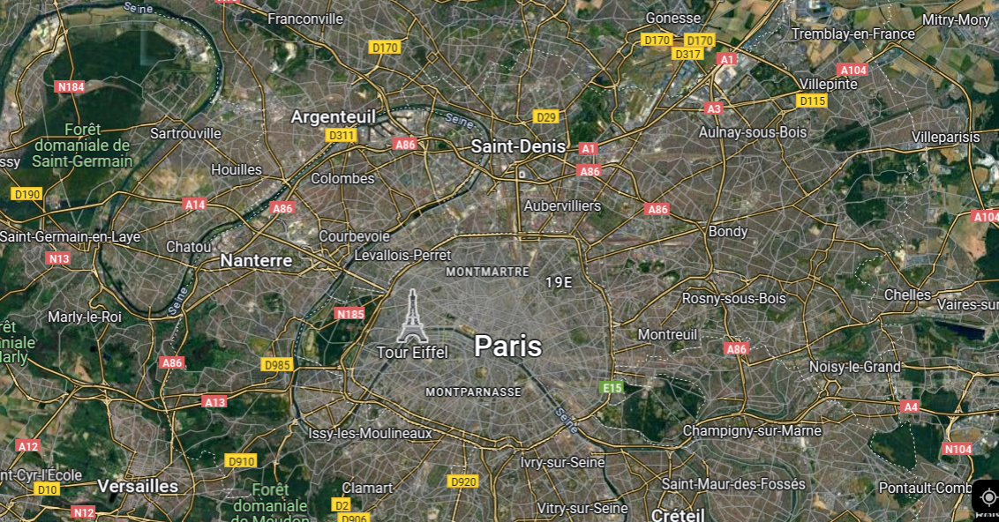 Seine
Franconville
Gonesse
Mitry-Mory
Tremblay-en-France
D170
D170
D170
D317
A1
A104
N184
Villepinte
D115
A3
Argenteuil
Seine
D29
D311
Sartrouville
A86
Saint-Denis
A1
Aulnay-sous-Bois
Villeparisis
Forêt
domaniale de
Saint-Germain
ssy
Houilles
Colombes
A86
D190
A14
A86
Aubervilliers
A86
A104
Saint-Germain-en-Laye
Chatou
Courbevoie
Bondy
N13
Nanterre
Levallois-Perret
MONTMARTRE
19E
Seine
Rosny-sous-Bois
Chelles
Vaires-sur
Marly-le-Roi
N185
rêt
niale
Marly
Tour Eiffel
Paris
Montreuil
A86
A86
D985
Noisy-le-Grand
MONTPARNASSE
E15
A13
A4
Seine
Issy-les-Moulineaux
Champigny-sur-Marne
A12
N104
D910
Ivry-sur-Seine
nt-Cyr-l'École
D10
Versailles
Forêt
domaniale
de Meudon
Clamart
D920
Saint-Maur-des-Fossés
Pontault-Comb
N12
D2
D906
Vitry-sur-Seine
Créteil